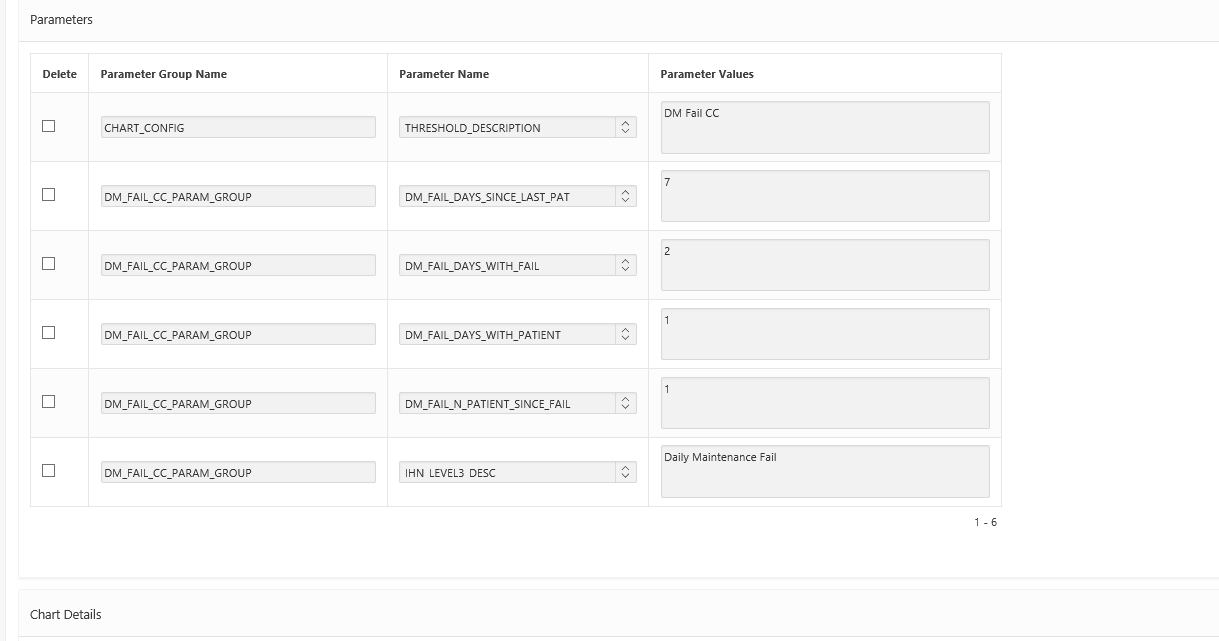 Parameters
Delete Parameter Group Name Parameter Name Parameter Values
CHART_CONFIG THRESHOLD_DESCRIPTION DM Fail CC
DM_FAIL_CC_PARAM_GROUP DM_FAIL_DAYS_SINCE_LAST_PAT 7
DM_FAIL_CC_PARAM_GROUP DM_FAIL_DAYS_WITH_FAIL 2
DM_FAIL_CC_PARAM_GROUP DM_FAIL_DAYS_WITH_PATIENT 1
DM_FAIL_CC_PARAM_GROUP DM_FAIL_N_PATIENT_SINCE_FAIL 1
DM_FAIL_CC_PARAM_GROUP IHN_LEVEL3_DESC Daily Maintenance Fail
1 - 6
Chart Details